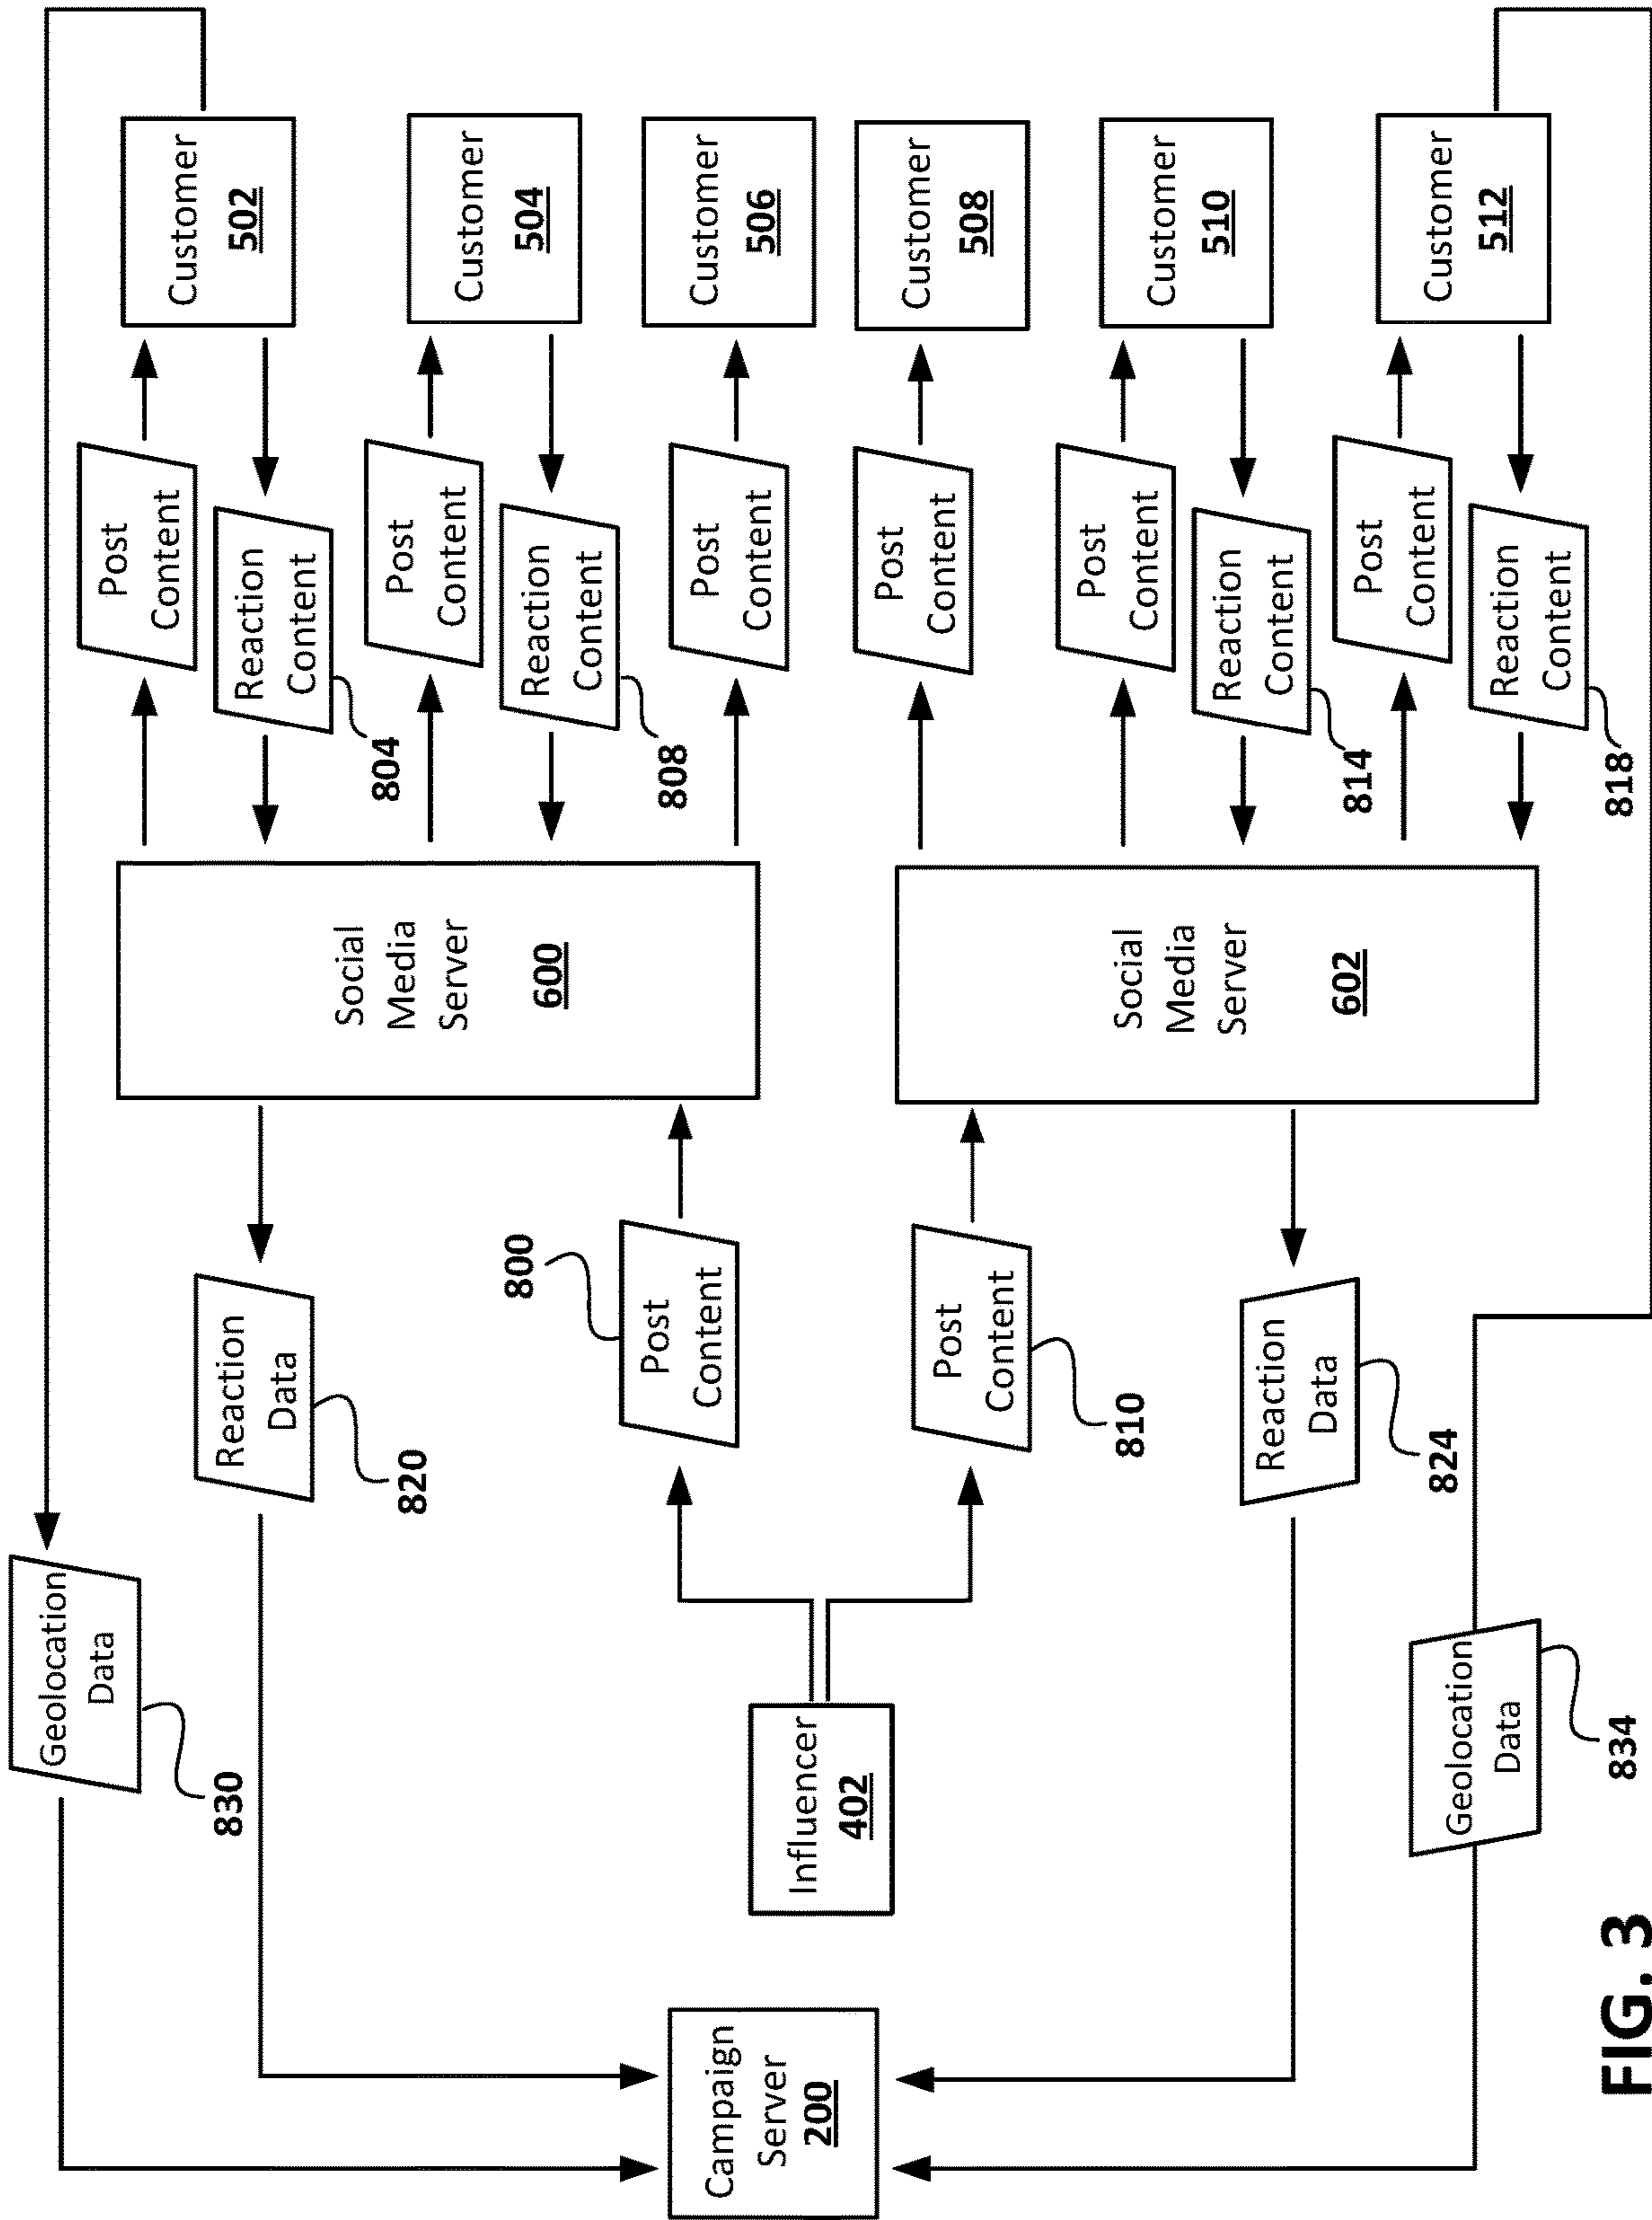 Geolocation
Data
830
Reaction
Data
820
Post
Content
800
Campaign
Server
200
Influencer
402
Post
Content
810
Reaction
Data
824
Geolocation
Data
834
Social
Media
Server
600
Social
Media
Server
602
Post
Content
Reaction
Content
804
Post
Content
Reaction
Content
808
Post
Content
Post
Content
Post
Content
Reaction
Content
814
Post
Content
Reaction
Content
818
Customer
502
Customer
504
Customer
506
Customer
508
Customer
510
Customer
512
FIG. 3